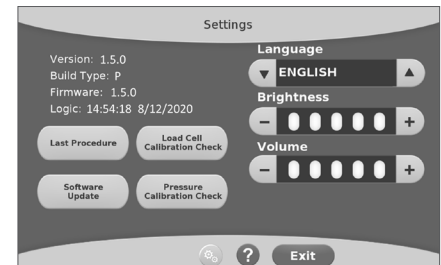 Settings
Version: 1.5.0
Build Type: P
Firmware: 1.5.0
Logic: 14:54:18 8/12/2020
Last Procedure
Load Cell
Calibration Check
Software
Update
Pressure
Calibration Check
Language
▼ ENGLISH ▲
Brightness
- +
Volume
- +
? Exit